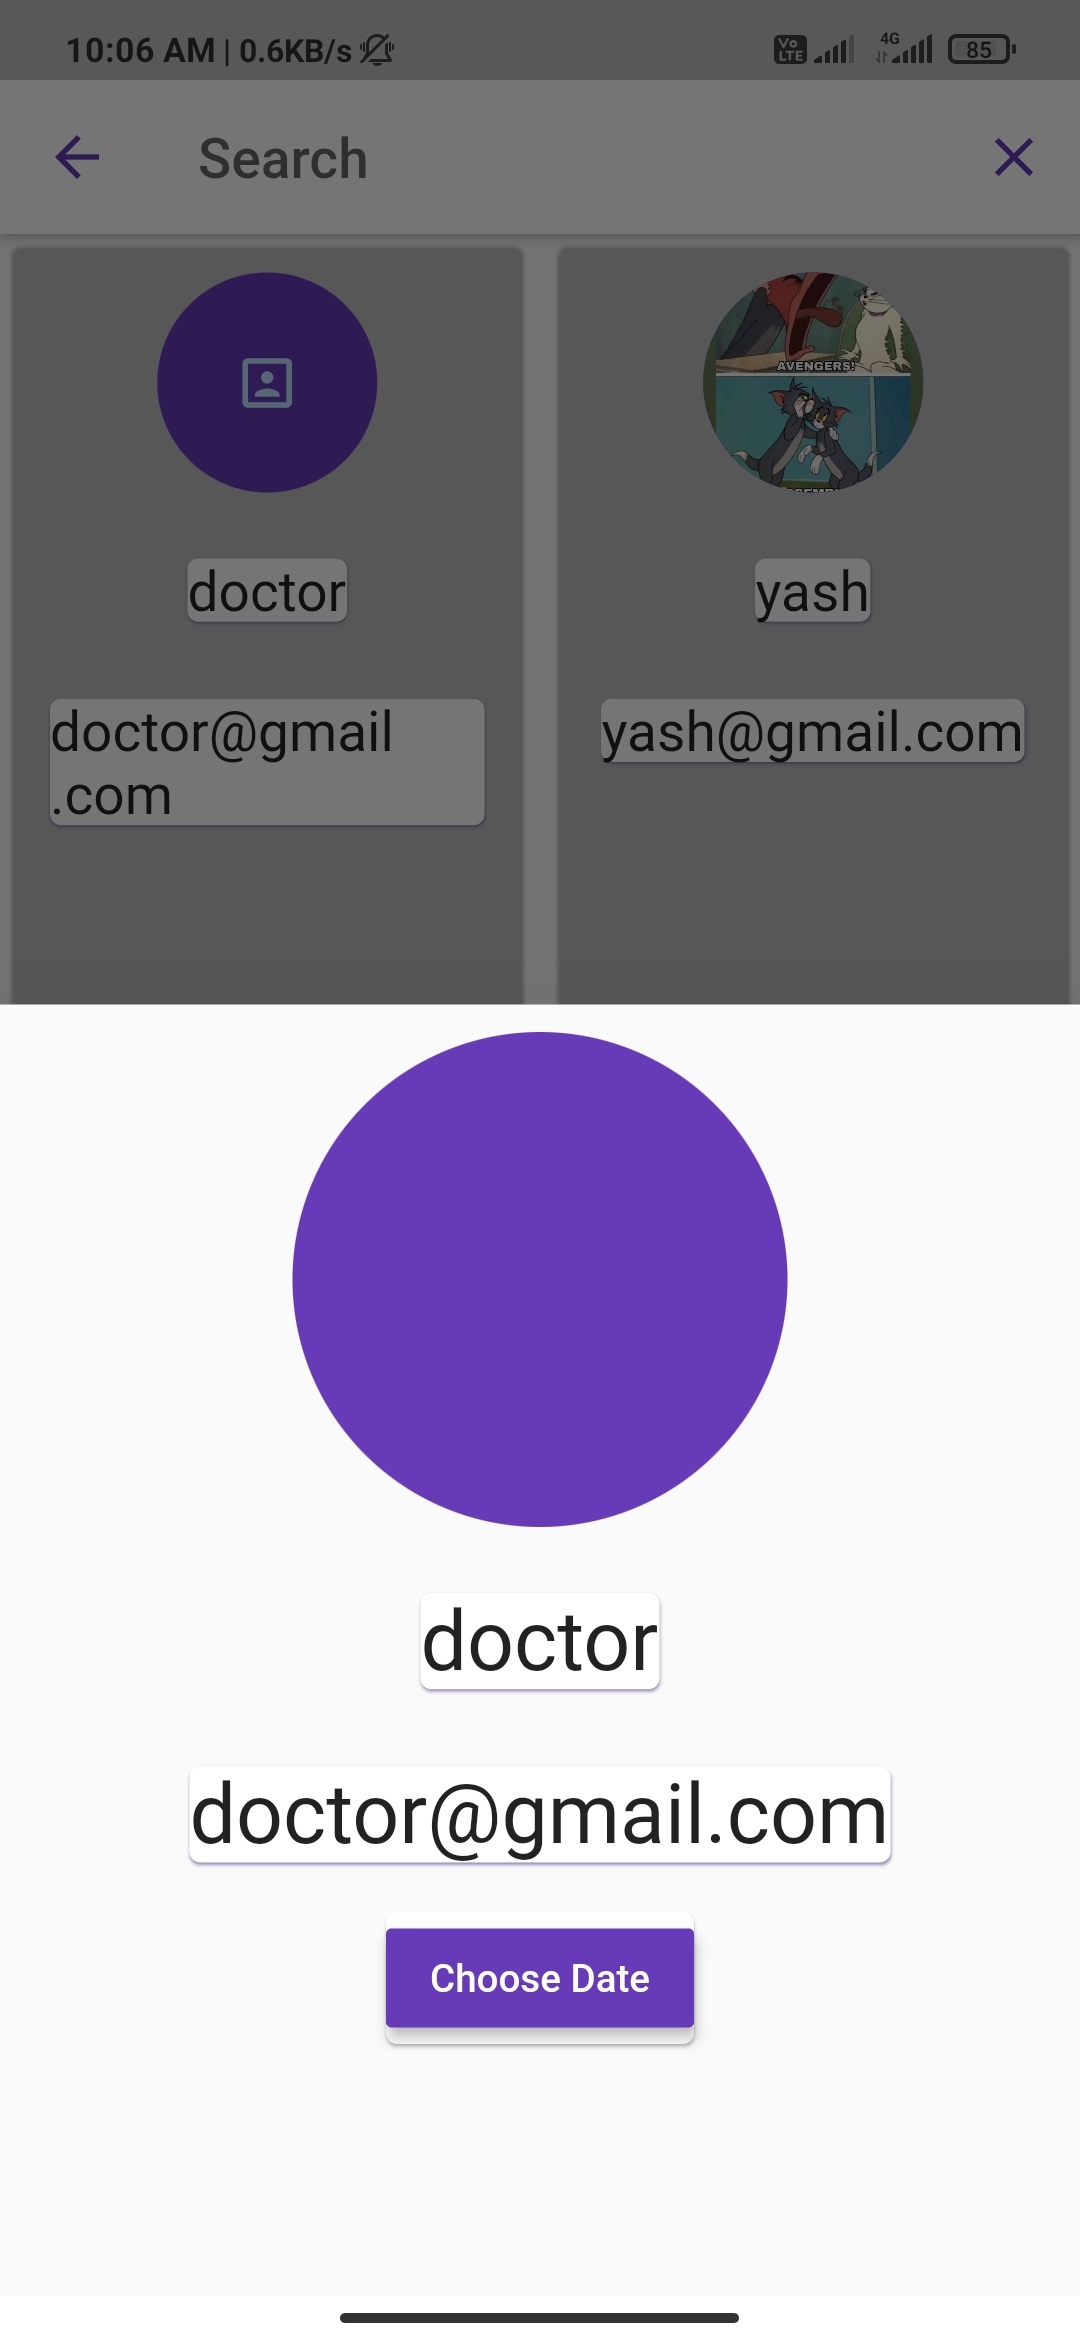 10:06 AM | 0.6KB/s Vo LTE 4G 85
Search
AVENGERS!
doctor
yash
doctor@gmail
.com
yash@gmail.com
doctor
doctor@gmail.com
Choose Date